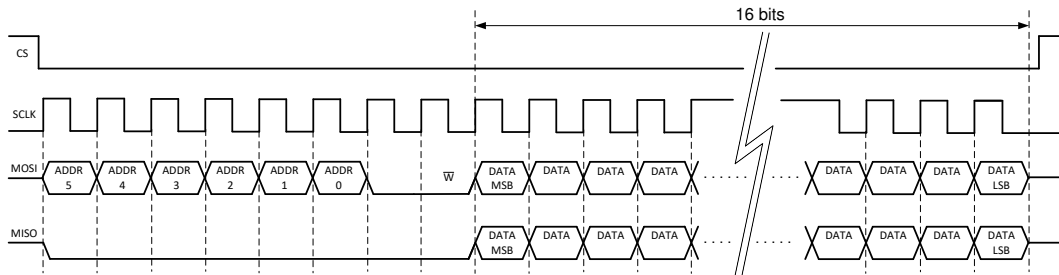 16 bits
CS
SCLK
MOSI ADDR 5 ADDR 4 ADDR 3 ADDR 2 ADDR 1 ADDR 0 W̅ DATA MSB DATA DATA DATA DATA DATA DATA DATA LSB
MISO DATA MSB DATA DATA DATA DATA DATA DATA DATA LSB